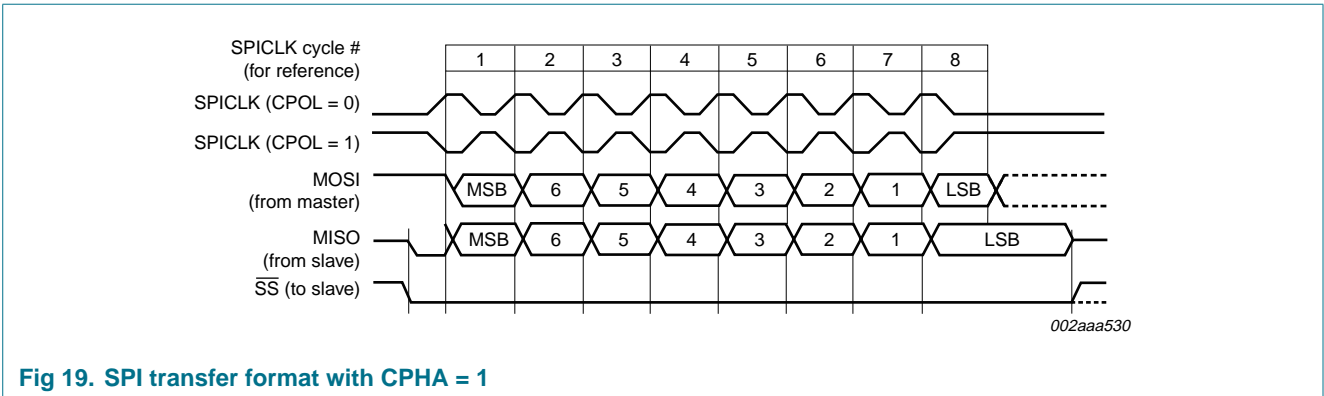 SPICLK cycle #
(for reference)
1 2 3 4 5 6 7 8
SPICLK (CPOL = 0)
SPICLK (CPOL = 1)
MOSI
(from master)
MSB 6 5 4 3 2 1 LSB
MISO
(from slave)
MSB 6 5 4 3 2 1 LSB
S̅S̅ (to slave)
002aaa530
Fig 19. SPI transfer format with CPHA = 1